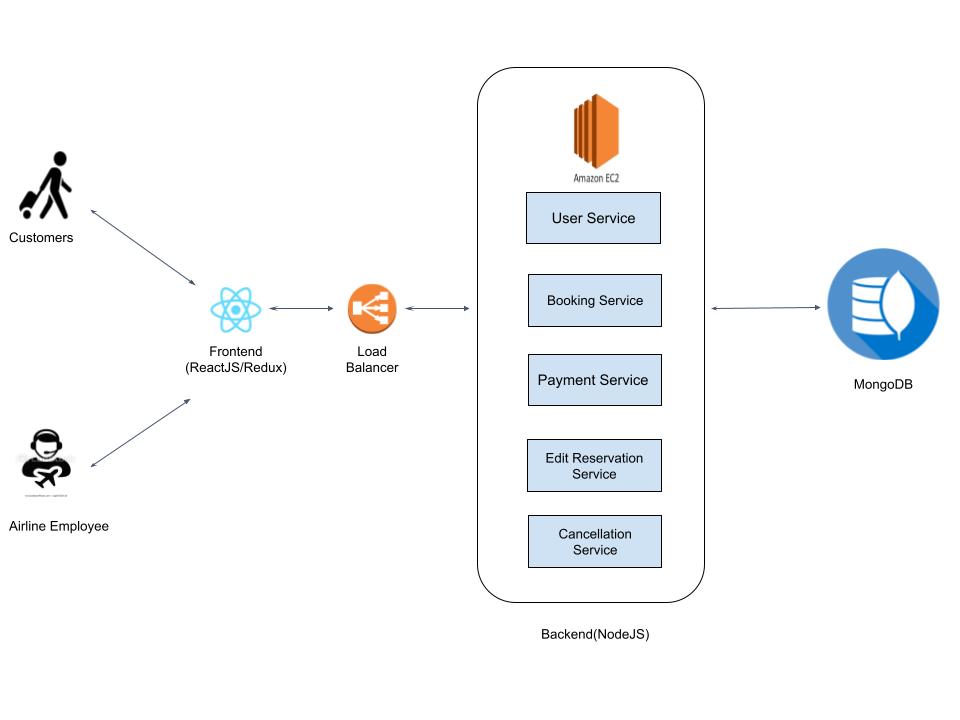 Customers
Airline Employee
Frontend
(ReactJS/Redux)
Load
Balancer
Amazon EC2
User Service
Booking Service
Payment Service
Edit Reservation
Service
Cancellation
Service
Backend(NodeJS)
MongoDB